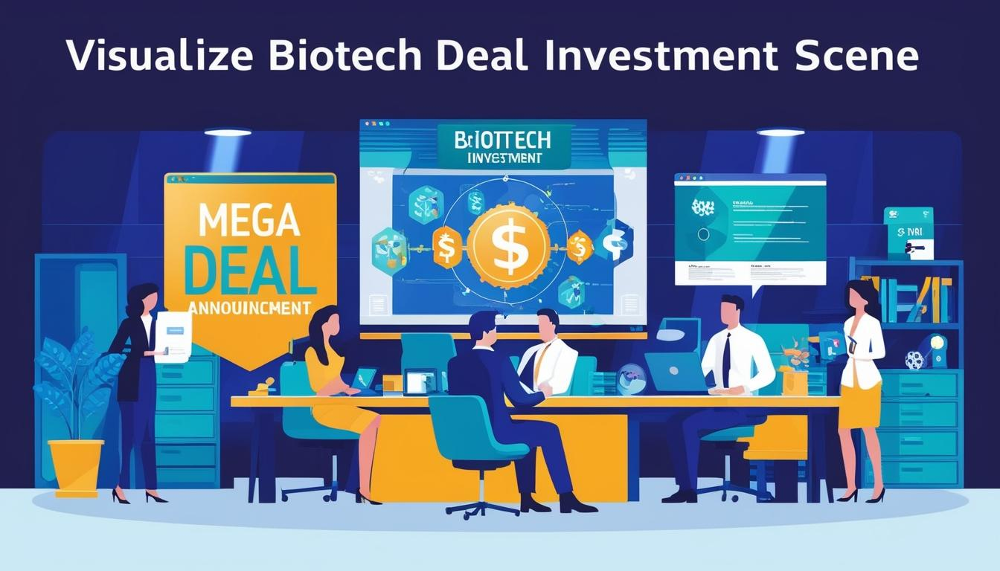 Visualize Biotech Deal Investment Scene
MEGA
DEAL
ANNOUINCMENT
BiOTTECH
INVESTMENT